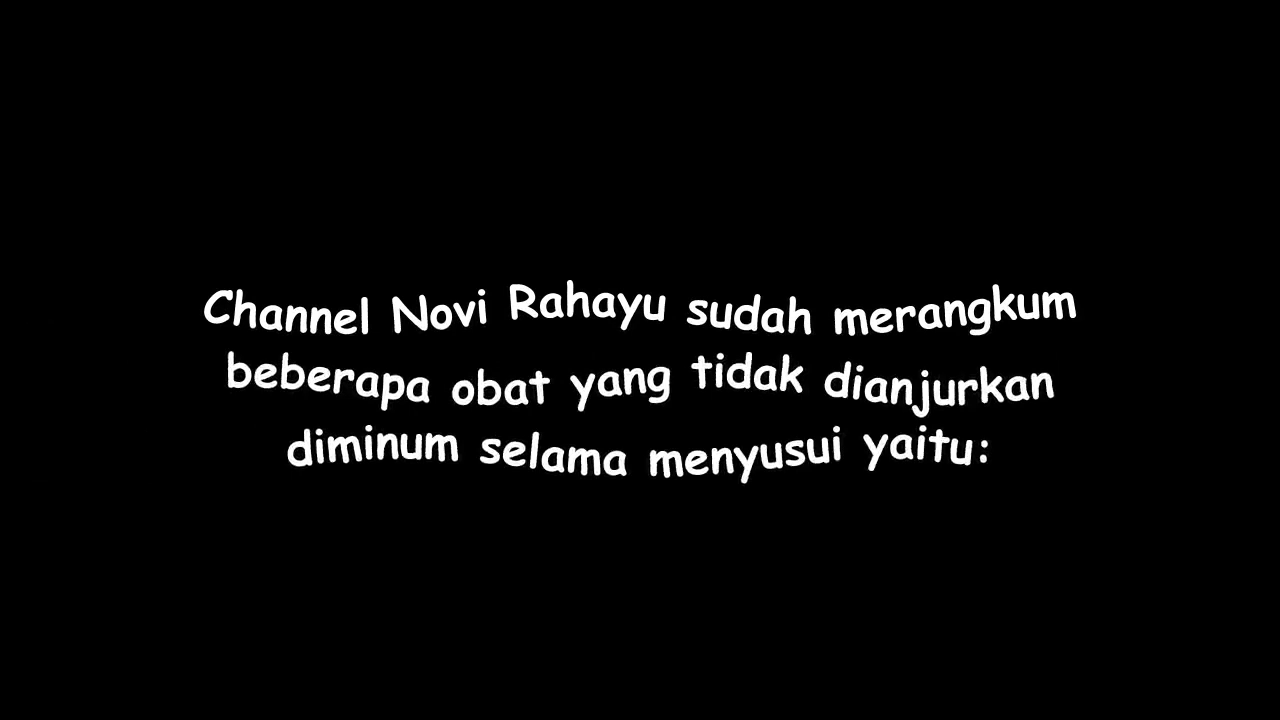 Channel Novi Rahayu sudah merangkum
beberapa obat yang tidak dianjurkan
diminum selama menyusui yaitu: